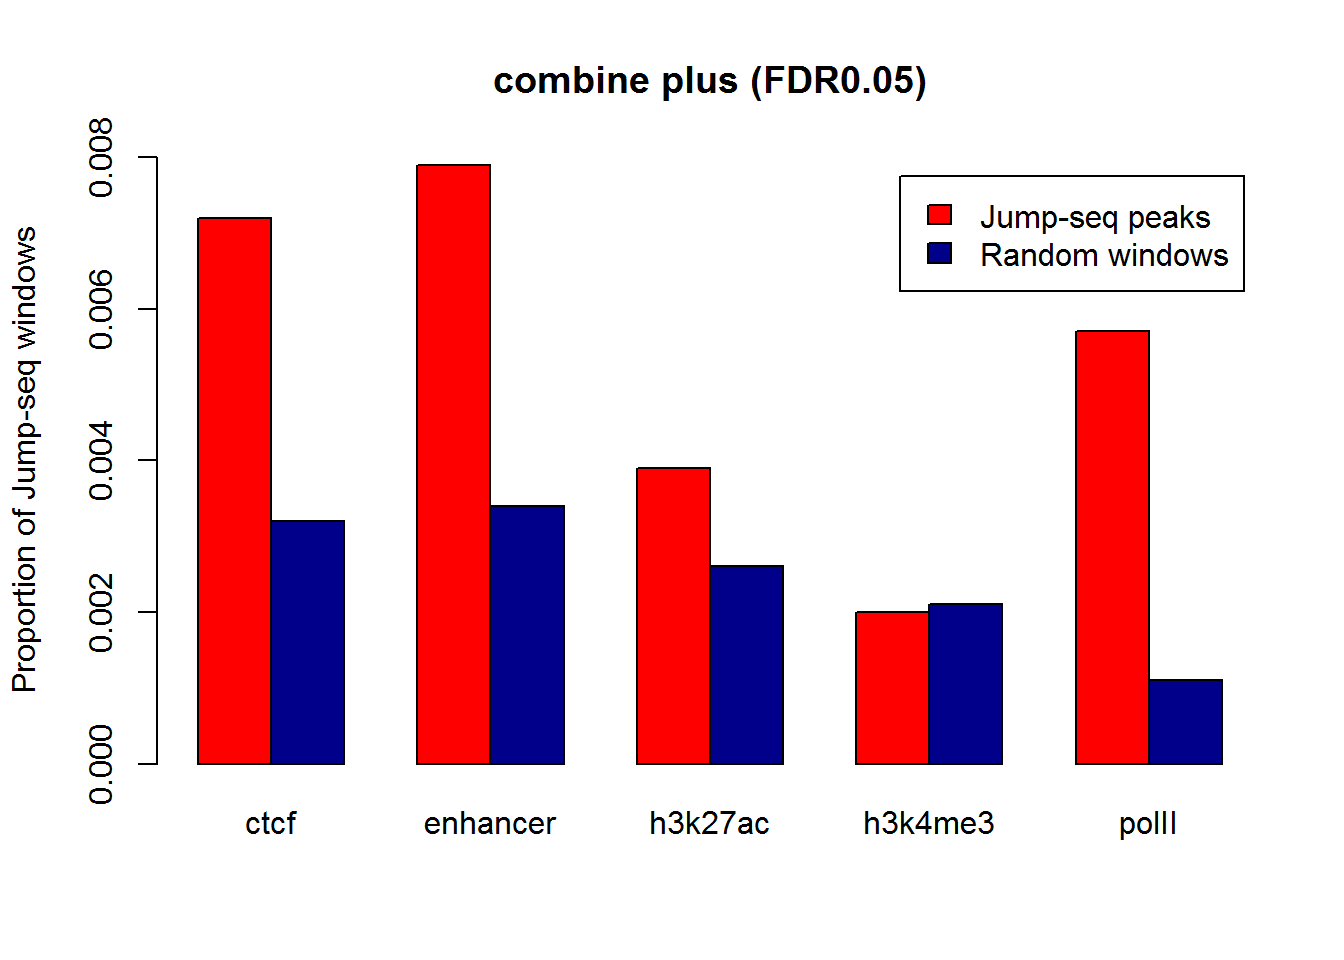 combine plus (FDR0.05)
Proportion of Jump-seq windows
0.008
0.006
0.004
0.002
0.000
Jump-seq peaks
Random windows
ctcf
enhancer
h3k27ac
h3k4me3
polII